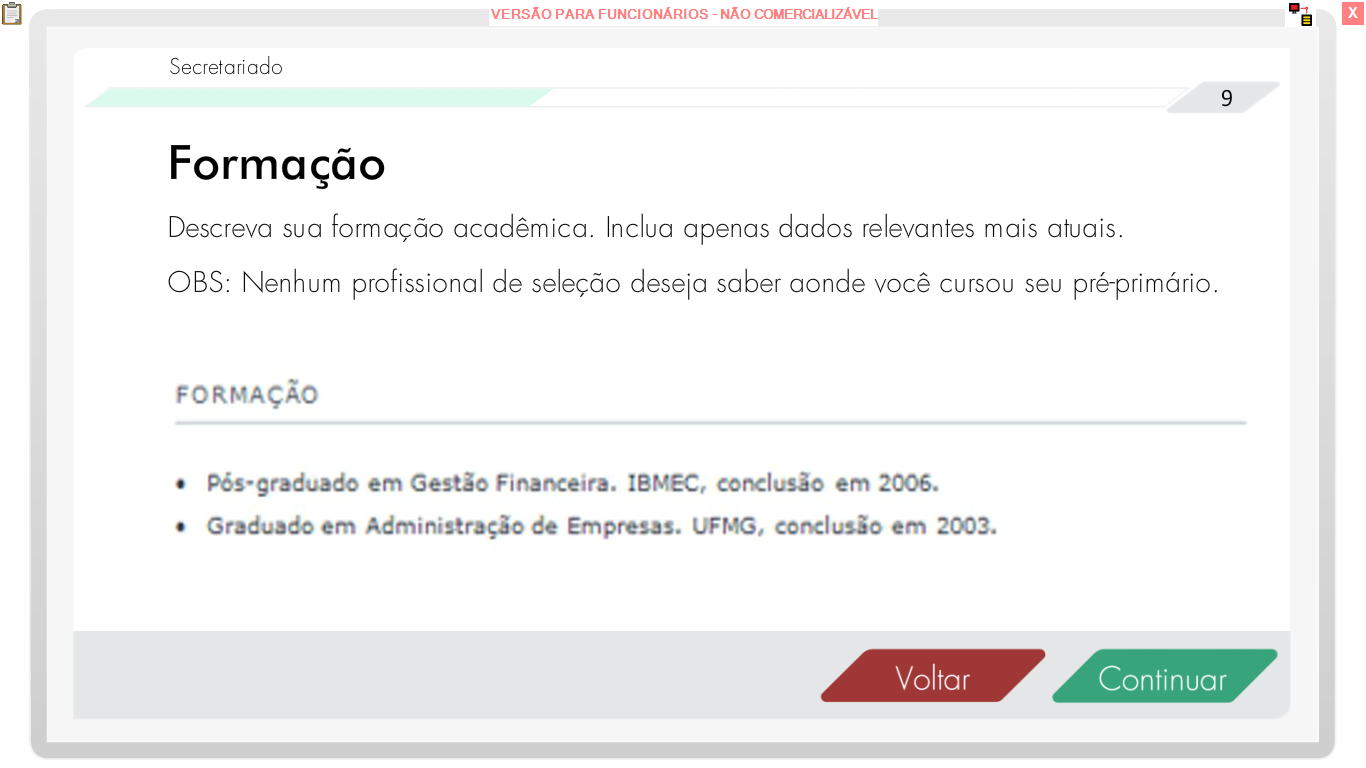 VERSÃO PARA FUNCIONÁRIOS - NÃO COMERCIALIZÁVEL
X
Secretariado
9
Formação
Descreva sua formação acadêmica. Inclua apenas dados relevantes mais atuais.
OBS: Nenhum profissional de seleção deseja saber aonde você cursou seu pré-primário.
FORMAÇÃO
• Pós-graduado em Gestão Financeira. IBMEC, conclusão em 2006.
• Graduado em Administração de Empresas. UFMG, conclusão em 2003.
Voltar
Continuar